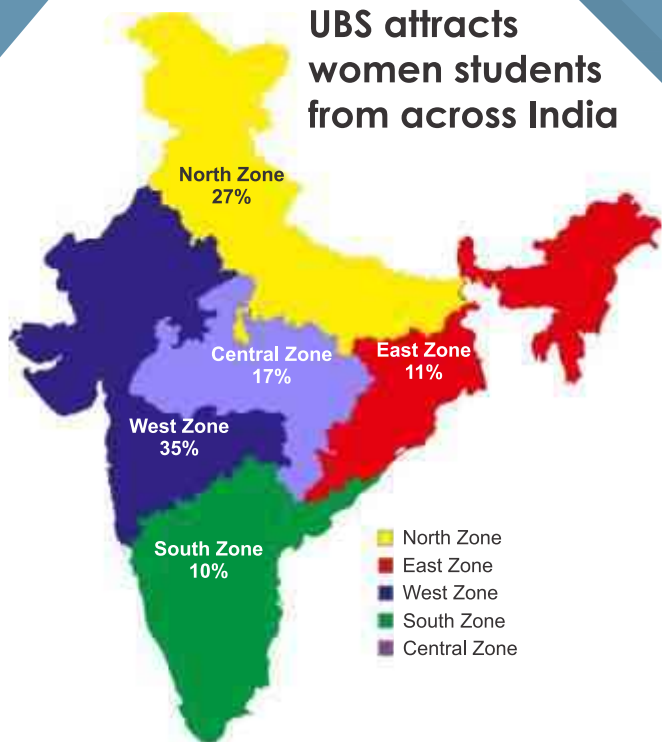 UBS attracts
women students
from across India
North Zone
27%
Central Zone
17%
East Zone
11%
West Zone
35%
South Zone
10%
North Zone
East Zone
West Zone
South Zone
Central Zone